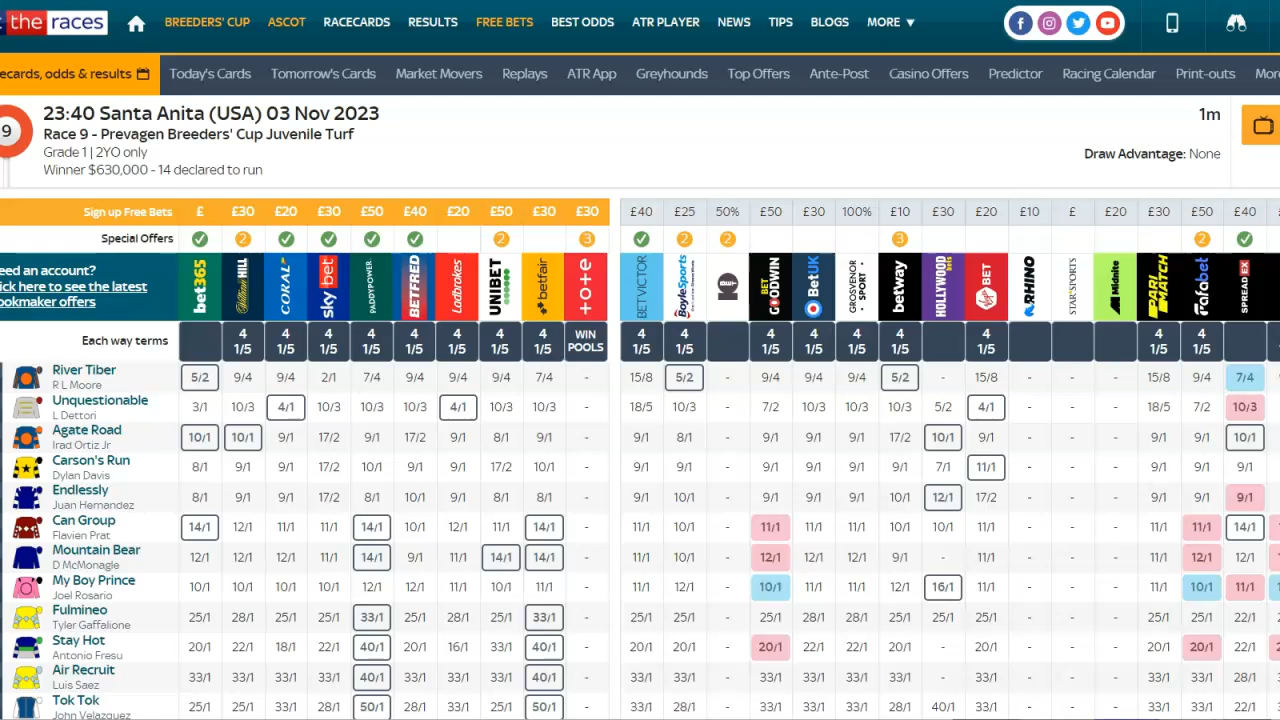 the races
BREEDERS' CUP ASCOT RACECARDS RESULTS FREE BETS BEST ODDS ATR PLAYER NEWS TIPS BLOGS MORE ▼
ecards, odds & results Today's Cards Tomorrow's Cards Market Movers Replays ATR App Greyhounds Top Offers Ante-Post Casino Offers Predictor Racing Calendar Print-outs Mor
9
23:40 Santa Anita (USA) 03 Nov 2023 1m
Race 9 - Prevagen Breeders' Cup Juvenile Turf
Grade 1 | 2YO only Draw Advantage: None
Winner $630,000 - 14 declared to run
Sign up Free Bets £ £30 £20 £30 £50 £40 £20 £50 £30 £30 £40 £25 50% £50 £30 100% £10 £30 £20 £10 £ £20 £30 £50 £40
Special Offers 2 2 3 2 2 3 2
eed an account?
ick here to see the latest
ookmaker offers
bet365 William HILL CORAL sky bet PADDYPOWER. BETFRED Ladbrokes UNIBET betfair tote BETTOR BoyleSports BET GOODWIN BetUK GROSVENOR SPORT betway HOLLYWOOD bets BET RHINO STARSPORTS Midnite PARIMATCH rafabet SPREADEX
Each way terms 4 4 4 4 4 4 4 4 WIN 4 4 4 4 4 4 4 4 4
1/5 1/5 1/5 1/5 1/5 1/5 1/5 1/5 POOLS 1/5 1/5 1/5 1/5 1/5 1/5 1/5 1/5 1/5
River Tiber 5/2 9/4 9/4 2/1 7/4 9/4 9/4 9/4 7/4 - 15/8 5/2 - 9/4 9/4 9/4 5/2 - 15/8 - - - 15/8 9/4 7/4
R L Moore
Unquestionable 3/1 10/3 4/1 10/3 10/3 10/3 4/1 10/3 10/3 - 18/5 10/3 - 7/2 10/3 10/3 10/3 5/2 4/1 - - - 18/5 7/2 10/3
L Dettori
Agate Road 10/1 10/1 9/1 17/2 9/1 17/2 9/1 8/1 9/1 - 9/1 8/1 - 9/1 9/1 9/1 17/2 10/1 9/1 - - - 9/1 9/1 10/1
Irad Ortiz Jr
Carson's Run 8/1 9/1 9/1 17/2 10/1 9/1 9/1 17/2 10/1 - 9/1 9/1 - 9/1 9/1 9/1 9/1 7/1 11/1 - - - 9/1 9/1 9/1
Dylan Davis
Endlessly 8/1 9/1 9/1 17/2 8/1 10/1 9/1 8/1 8/1 - 9/1 10/1 - 9/1 9/1 9/1 10/1 12/1 17/2 - - - 9/1 9/1 9/1
Juan Hernandez
Can Group 14/1 12/1 11/1 11/1 14/1 10/1 12/1 11/1 14/1 - 11/1 10/1 - 11/1 11/1 11/1 10/1 10/1 11/1 - - - 11/1 11/1 14/1
Flavien Prat
Mountain Bear 12/1 12/1 12/1 11/1 14/1 9/1 11/1 14/1 14/1 - 11/1 10/1 - 12/1 11/1 12/1 9/1 - 11/1 - - - 11/1 12/1 12/1
D McMonagle
My Boy Prince 10/1 10/1 10/1 10/1 12/1 12/1 11/1 10/1 11/1 - 11/1 12/1 - 10/1 11/1 11/1 12/1 16/1 11/1 - - - 11/1 10/1 11/1
Joel Rosario
Fulmineo 25/1 28/1 25/1 25/1 33/1 25/1 28/1 25/1 33/1 - 25/1 25/1 - 25/1 28/1 28/1 25/1 25/1 25/1 - - - 25/1 25/1 22/1
Tyler Gaffalione
Stay Hot 20/1 22/1 18/1 22/1 40/1 20/1 16/1 33/1 40/1 - 20/1 20/1 - 20/1 22/1 22/1 20/1 - 20/1 - - - 20/1 20/1 22/1
Antonio Fresu
Air Recruit 33/1 33/1 33/1 33/1 40/1 33/1 33/1 33/1 40/1 - 33/1 33/1 - 33/1 33/1 33/1 33/1 - 33/1 - - - 33/1 33/1 28/1
Luis Saez
Tok Tok 25/1 25/1 33/1 28/1 50/1 28/1 33/1 25/1 50/1 - 33/1 28/1 - 33/1 33/1 33/1 28/1 40/1 33/1 - - - 33/1 33/1 22/1
John Velazquez